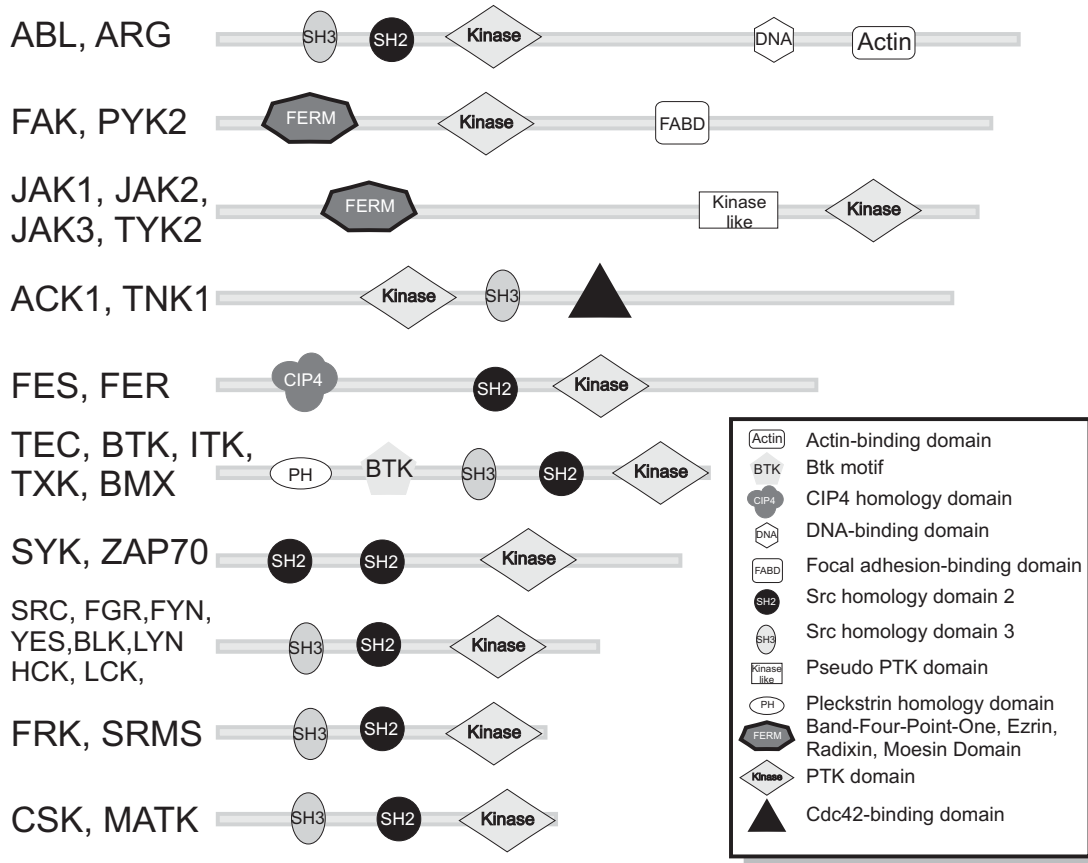 ABL, ARG
SH3 SH2 Kinase DNA Actin
FAK, PYK2
FERM Kinase FABD
JAK1, JAK2,
JAK3, TYK2
FERM Kinase
like Kinase
ACK1, TNK1
Kinase SH3
FES, FER
CIP4 SH2 Kinase
TEC, BTK, ITK,
TXK, BMX
PH BTK SH3 SH2 Kinase
SYK, ZAP70
SH2 SH2 Kinase
SRC, FGR,FYN,
YES,BLK,LYN
HCK, LCK,
SH3 SH2 Kinase
FRK, SRMS
SH3 SH2 Kinase
CSK, MATK
SH3 SH2 Kinase
Actin Actin-binding domain
BTK Btk motif
CIP4 CIP4 homology domain
DNA DNA-binding domain
FABD Focal adhesion-binding domain
SH2 Src homology domain 2
SH3 Src homology domain 3
Kinase
like Pseudo PTK domain
PH Pleckstrin homology domain
FERM Band-Four-Point-One, Ezrin,
Radixin, Moesin Domain
Kinase PTK domain
Cdc42-binding domain